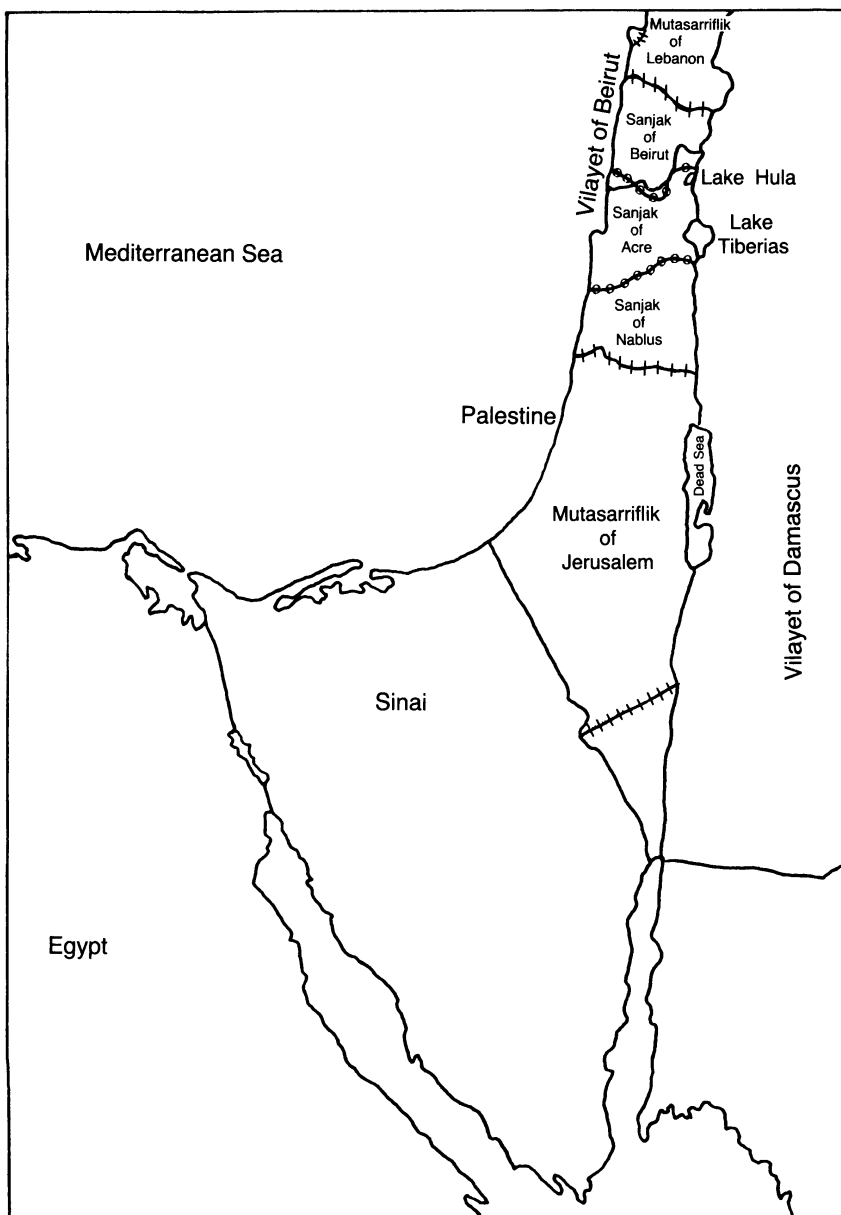 Mutasarriflik
of
Lebanon
Vilayet of Beirut
Sanjak
of
Beirut
Lake Hula
Sanjak
of
Acre
Lake
Tiberias
Mediterranean Sea
Sanjak
of
Nablus
Palestine
Dead Sea
Mutasarriflik
of
Jerusalem
Vilayet of Damascus
Sinai
Egypt